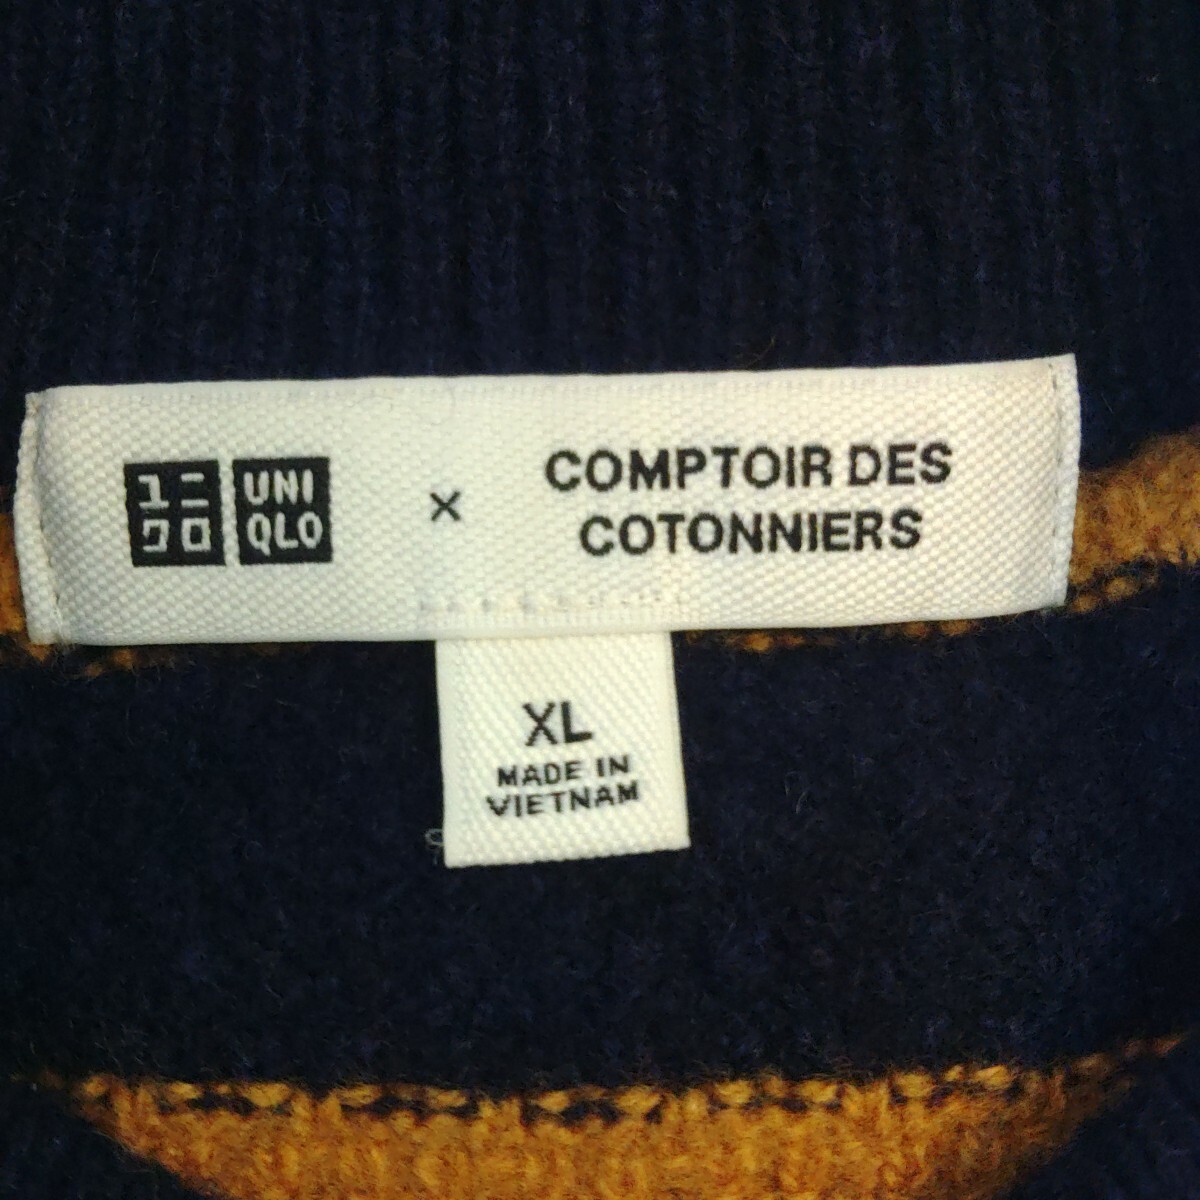 ユニ UNI
クロ QLO
×
COMPTOIR DES
COTONNIERS
XL
MADE IN
VIETNAM